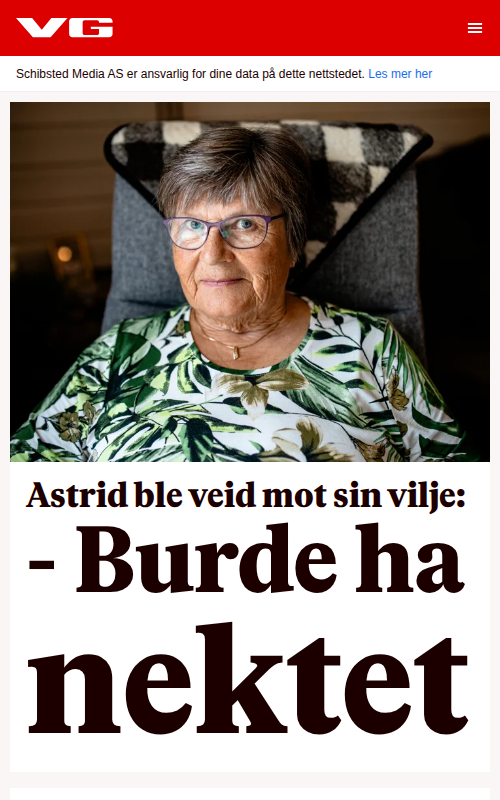 VG
Schibsted Media AS er ansvarlig for dine data på dette nettstedet. Les mer her
Astrid ble veid mot sin vilje:
- Burde ha
nektet